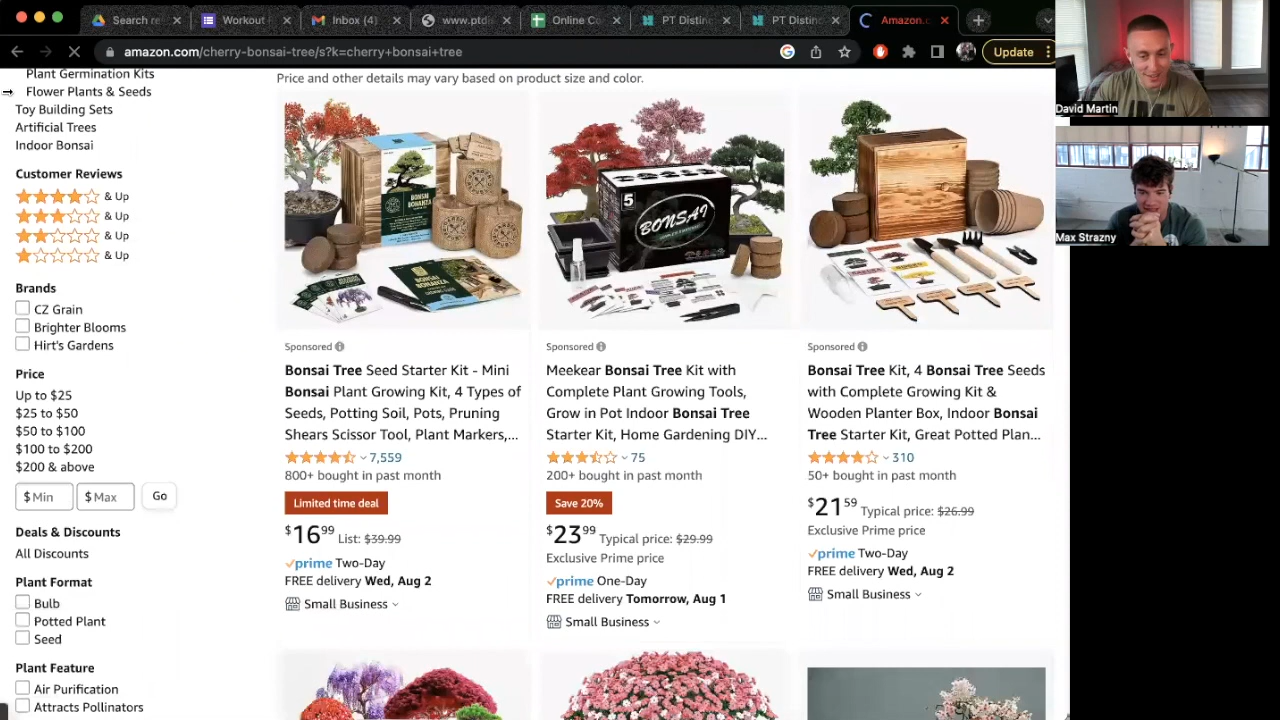 Search re
Workout
Inbox (4)
www.ptdis
Online Co
PT Distinc
PT Distinc
Amazon.c
amazon.com/cherry-bonsai-tree/s?k=cherry+bonsai+tree
Update
David Martin
Max Strazny
Plant Germination Kits
Flower Plants & Seeds
Toy Building Sets
Artificial Trees
Indoor Bonsai
Customer Reviews
& Up
& Up
& Up
& Up
Brands
CZ Grain
Brighter Blooms
Hirt's Gardens
Price
Up to $25
$25 to $50
$50 to $100
$100 to $200
$200 & above
$ Min $ Max Go
Deals & Discounts
All Discounts
Plant Format
Bulb
Potted Plant
Seed
Plant Feature
Air Purification
Attracts Pollinators
Price and other details may vary based on product size and color.
BONSAI BONANZA
BONSAI BONANZA
Sponsored
Bonsai Tree Seed Starter Kit - Mini
Bonsai Plant Growing Kit, 4 Types of
Seeds, Potting Soil, Pots, Pruning
Shears Scissor Tool, Plant Markers,...
7,559
800+ bought in past month
Limited time deal
$16.99 List: $39.99
prime Two-Day
FREE delivery Wed, Aug 2
Small Business
5
BONSAI
Sponsored
Meekear Bonsai Tree Kit with
Complete Plant Growing Tools,
Grow in Pot Indoor Bonsai Tree
Starter Kit, Home Gardening DIY...
75
200+ bought in past month
Save 20%
$23.99 Typical price: $29.99
Exclusive Prime price
prime One-Day
FREE delivery Tomorrow, Aug 1
Small Business
Sponsored
Bonsai Tree Kit, 4 Bonsai Tree Seeds
with Complete Growing Kit &
Wooden Planter Box, Indoor Bonsai
Tree Starter Kit, Great Potted Plan...
310
50+ bought in past month
$21.59 Typical price: $26.99
Exclusive Prime price
prime Two-Day
FREE delivery Wed, Aug 2
Small Business